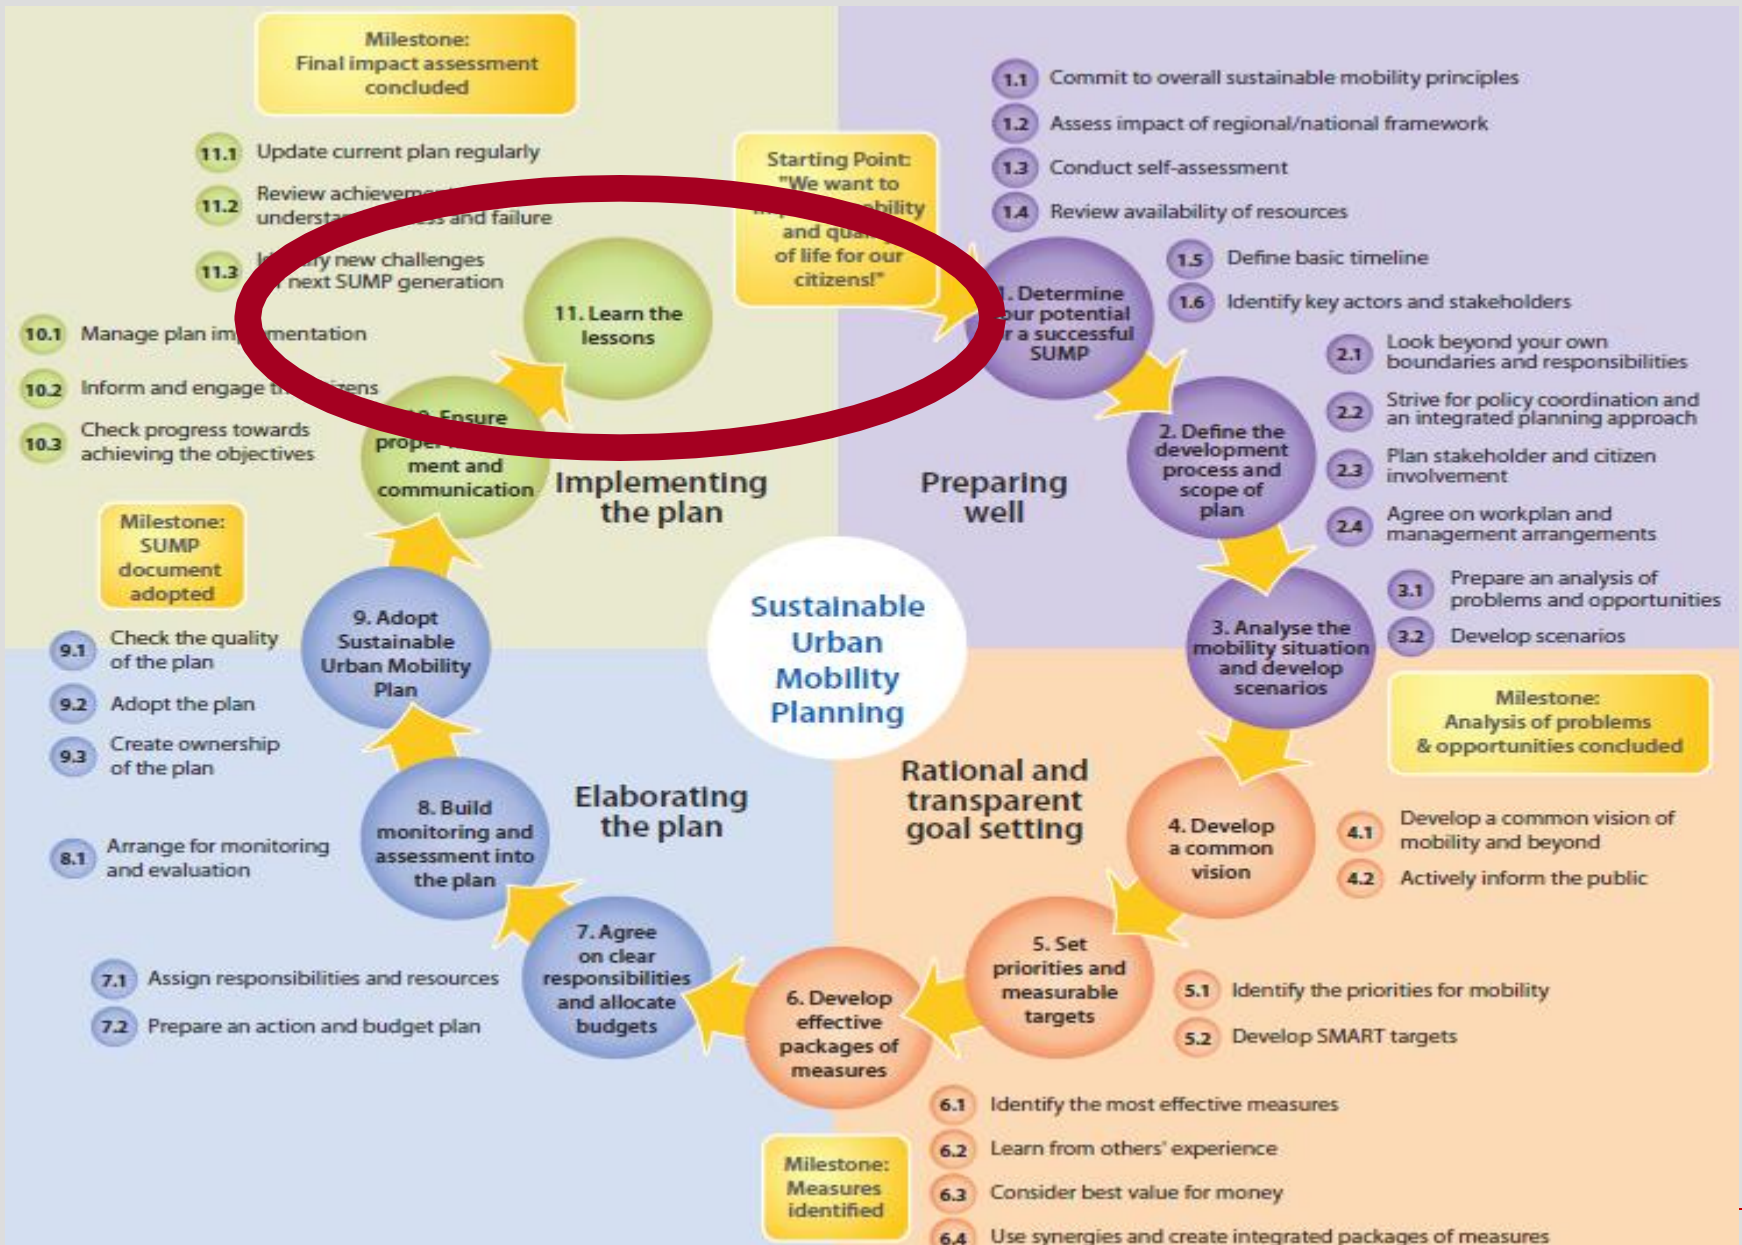 Milestone:
Final impact assessment
concluded
11.1 Update current plan regularly
11.2 Review
and failure
11.3 new challenges
next SUMP generation
10.1 Manage plan
10.2 Inform and engage
10.3 Check progress towards
achieving the objectives
Starting Point:
"We want to
and
of life for our
citizens!"
11. Learn the
lessons
Ensure
ment and
communication
Implementing
the plan
1.1 Commit to overall sustainable mobility principles
1.2 Assess impact of regional/national framework
1.3 Conduct self-assessment
1.4 Review availability of resources
1.5 Define basic timeline
1.6 Identify key actors and stakeholders
1. Determine
our potential
a successful
SUMP
2.1 Look beyond your own
boundaries and responsibilities
2.2 Strive for policy coordination and
an integrated planning approach
2.3 Plan stakeholder and citizen
involvement
2.4 Agree on workplan and
management arrangements
2. Define the
development
process and
scope of
plan
Preparing
well
3.1 Prepare an analysis of
problems and opportunities
3.2 Develop scenarios
3. Analyse the
mobility situation
and develop
scenarios
Milestone:
Analysis of problems
& opportunities concluded
Sustainable
Urban
Mobility
Planning
Rational and
transparent
goal setting
4. Develop
a common
vision
4.1 Develop a common vision of
mobility and beyond
4.2 Actively inform the public
5. Set
priorities and
measurable
targets
5.1 Identify the priorities for mobility
5.2 Develop SMART targets
6. Develop
effective
packages of
measures
6.1 Identify the most effective measures
6.2 Learn from others' experience
6.3 Consider best value for money
6.4 Use synergies and create integrated packages of measures
Milestone:
Measures
identified
7. Agree
on clear
responsibilities
and allocate
budgets
7.1 Assign responsibilities and resources
7.2 Prepare an action and budget plan
Elaborating
the plan
8. Build
monitoring and
assessment into
the plan
8.1 Arrange for monitoring
and evaluation
9. Adopt
Sustainable
Urban Mobility
Plan
9.1 Check the quality
of the plan
9.2 Adopt the plan
9.3 Create ownership
of the plan
Milestone:
SUMP
document
adopted